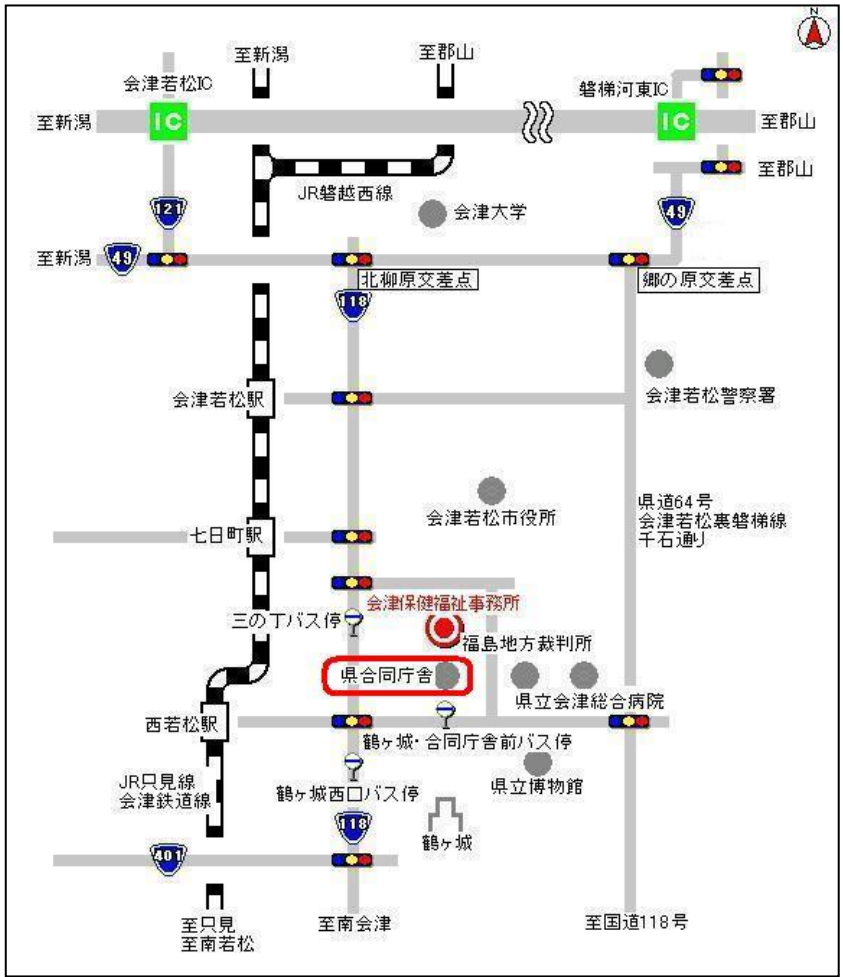 N
至新潟
至郡山
会津若松IC
磐梯河東IC
至新潟
IC
IC
至郡山
JR磐越西線
至郡山
会津大学
121
49
至新潟
49
北柳原交差点
郷の原交差点
118
会津若松駅
会津若松警察署
会津若松市役所
県道64号
会津若松裏磐梯線
千石通り
七日町駅
会津保健福祉事務所
三の丁バス停
福島地方裁判所
県合同庁舎
県立会津総合病院
西若松駅
鶴ヶ城・合同庁舎前バス停
JR只見線
会津鉄道線
鶴ヶ城西口バス停
県立博物館
118
鶴ヶ城
401
至只見
至南若松
至南会津
至国道118号